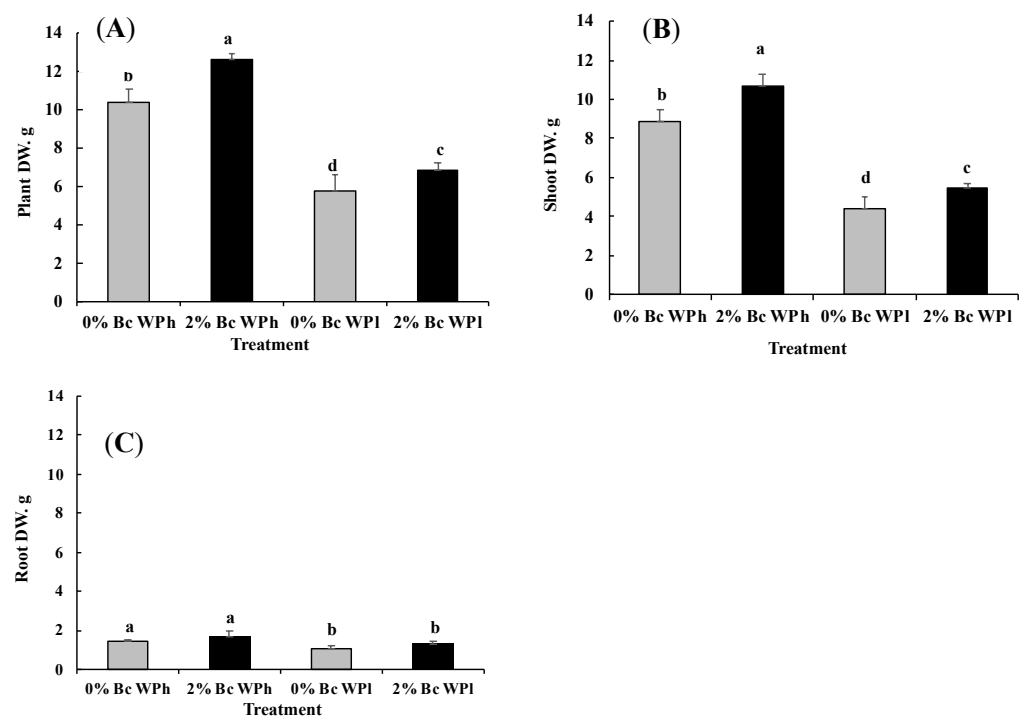 (A)
Plant DW. g
14
12
10
8
6
4
2
0
b
a
d
c
0% Bc WPh 2% Bc WPh 0% Bc WPl 2% Bc WPl
Treatment
(B)
Shoot DW. g
14
12
10
8
6
4
2
0
b
a
d
c
0% Bc WPh 2% Bc WPh 0% Bc WPl 2% Bc WPl
Treatment
(C)
Root DW. g
14
12
10
8
6
4
2
0
a
a
b
b
0% Bc WPh 2% Bc WPh 0% Bc WPl 2% Bc WPl
Treatment